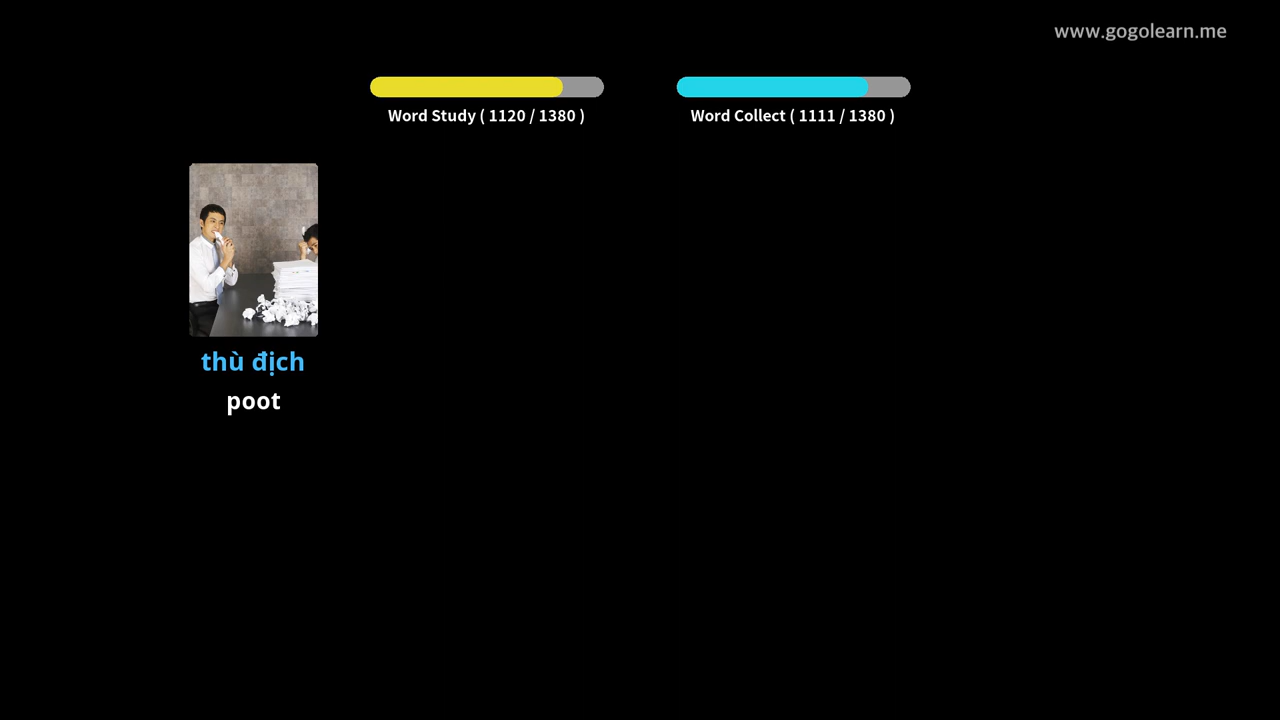 www.gogolearn.me
Word Study ( 1120 / 1380 )
Word Collect ( 1111 / 1380 )
thù địch
poot